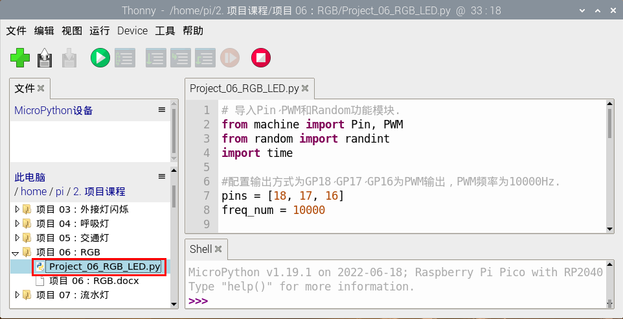 Thonny - /home/pi/2. 项目课程/项目 06：RGB/Project_06_RGB_LED.py @ 33 : 18
文件 编辑 视图 运行 Device 工具 帮助
文件
MicroPython设备
此电脑
/ home / pi / 2. 项目课程
项目 03：外接灯闪烁
项目 04：呼吸灯
项目 05：交通灯
项目 06：RGB
Project_06_RGB_LED.py
项目 06：RGB.docx
项目 07：流水灯
Project_06_RGB_LED.py
1 # 导入Pin、PWM和Random功能模块.
2 from machine import Pin, PWM
3 from random import randint
4 import time
5
6 #配置输出方式为GP18、GP17、GP16为PWM输出，PWM频率为10000Hz.
7 pins = [18, 17, 16]
8 freq_num = 10000
9
Shell
MicroPython v1.19.1 on 2022-06-18; Raspberry Pi Pico with RP2040
Type "help()" for more information.
>>>